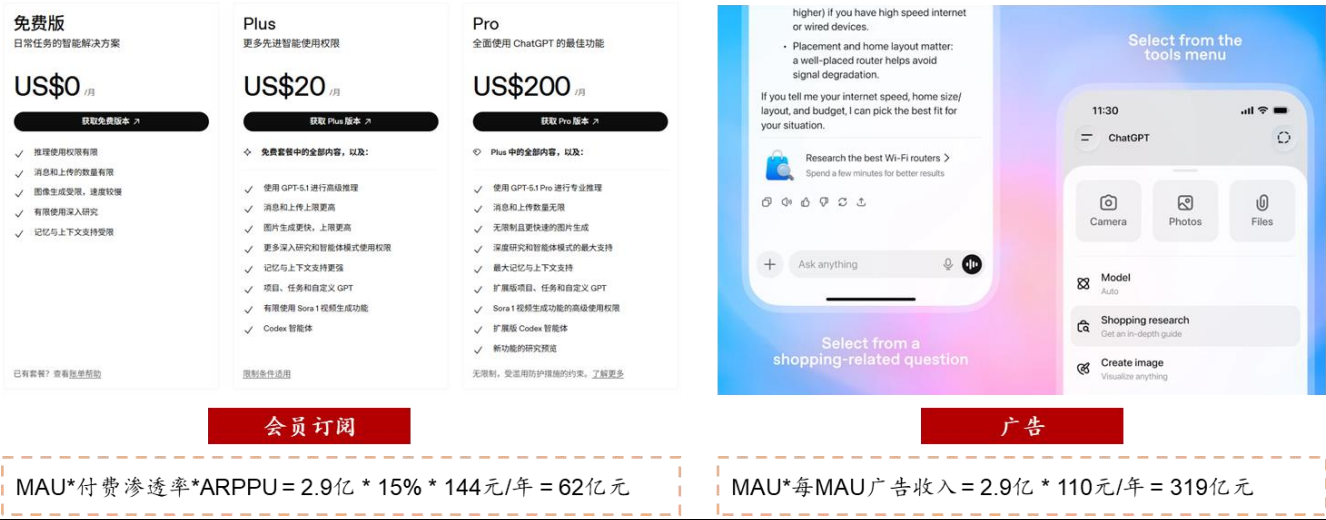 免费版
日常任务的智能解决方案
US$0 /月
获取免费版本 ↗
推理使用权限有限
消息和上传的数量有限
图像生成受限，速度较慢
有限使用深入研究
记忆与上下文支持受限
已有套餐？查看账单帮助
Plus
更多先进智能使用权限
US$20 /月
获取 Plus 版本 ↗
免费套餐中的全部内容，以及：
使用 GPT-5.1 进行高级推理
消息和上传上限更高
图片生成更快，上限更高
更多深入研究和智能体模式使用权限
记忆与上下文支持更强
项目、任务和自定义 GPT
有限使用 Sora 1 视频生成功能
Codex 智能体
限制条件适用
Pro
全面使用 ChatGPT 的最佳功能
US$200 /月
获取 Pro 版本 ↗
Plus 中的全部内容，以及：
使用 GPT-5.1 Pro 进行专业推理
消息和上传数量无限
无限制且更快速的图片生成
深度研究和智能体模式的最大支持
最大记忆与上下文支持
扩展版项目、任务和自定义 GPT
Sora 1 视频生成功能的高级使用权限
扩展版 Codex 智能体
新功能的研究预览
无限制，受滥用防护措施的约束。了解更多
higher) if you have high speed internet
or wired devices.
• Placement and home layout matter:
a well-placed router helps avoid
signal degradation.
If you tell me your internet speed, home size/
layout, and budget, I can pick the best fit for
your situation.
Research the best Wi-Fi routers >
Spend a few minutes for better results
Ask anything
Select from a
shopping-related question
Select from the
tools menu
11:30
ChatGPT
Camera
Photos
Files
Model
Auto
Shopping research
Get an in-depth guide
Create image
Visualize anything
会员订阅
广告
MAU*付费渗透率*ARPPU = 2.9亿 * 15% * 144元/年 = 62亿元
MAU*每MAU广告收入 = 2.9亿 * 110元/年 = 319亿元